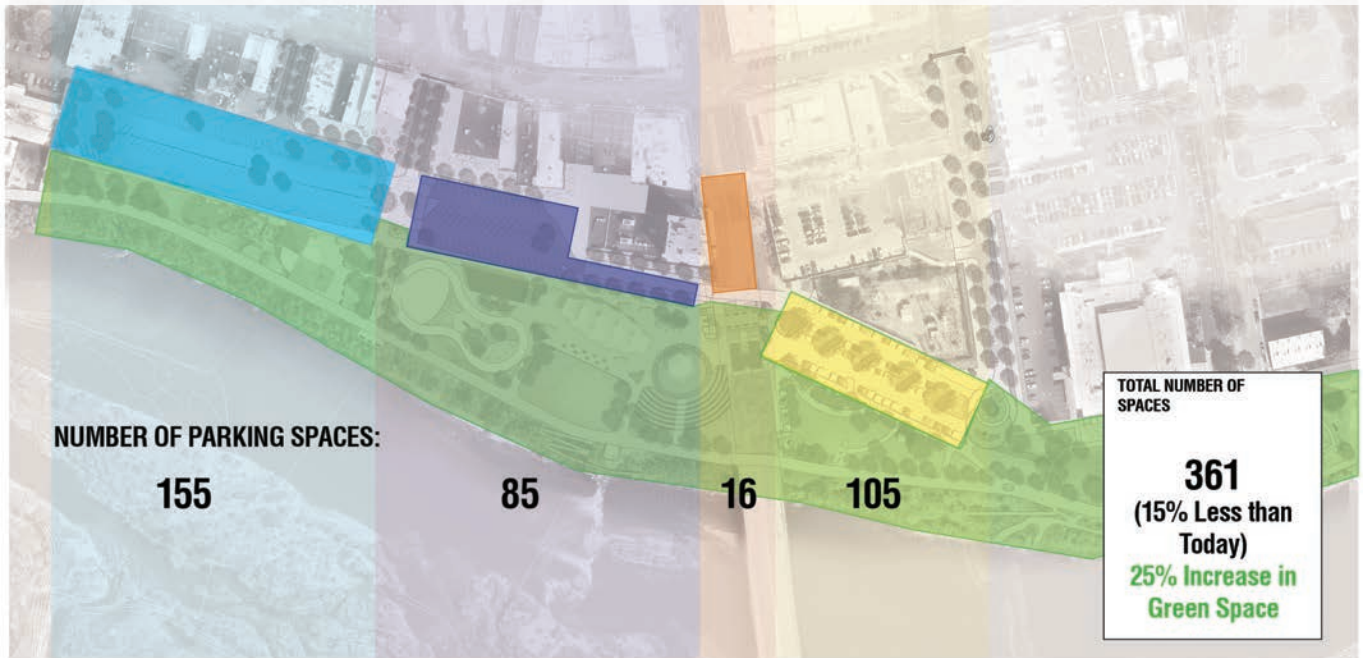 NUMBER OF PARKING SPACES:
155
85
16
105
TOTAL NUMBER OF
SPACES
361
(15% Less than
Today)
25% Increase in
Green Space